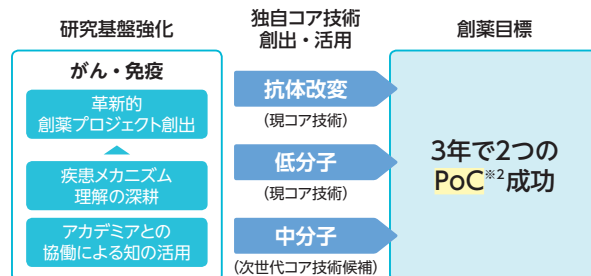 研究基盤強化
がん・免疫
革新的
創薬プロジェクト創出
疾患メカニズム
理解の深耕
アカデミアとの
協働による知の活用
独自コア技術
創出・活用
抗体改変
(現コア技術)
低分子
(現コア技術)
中分子
(次世代コア技術候補)
創薬目標
3年で2つの
PoC※2成功